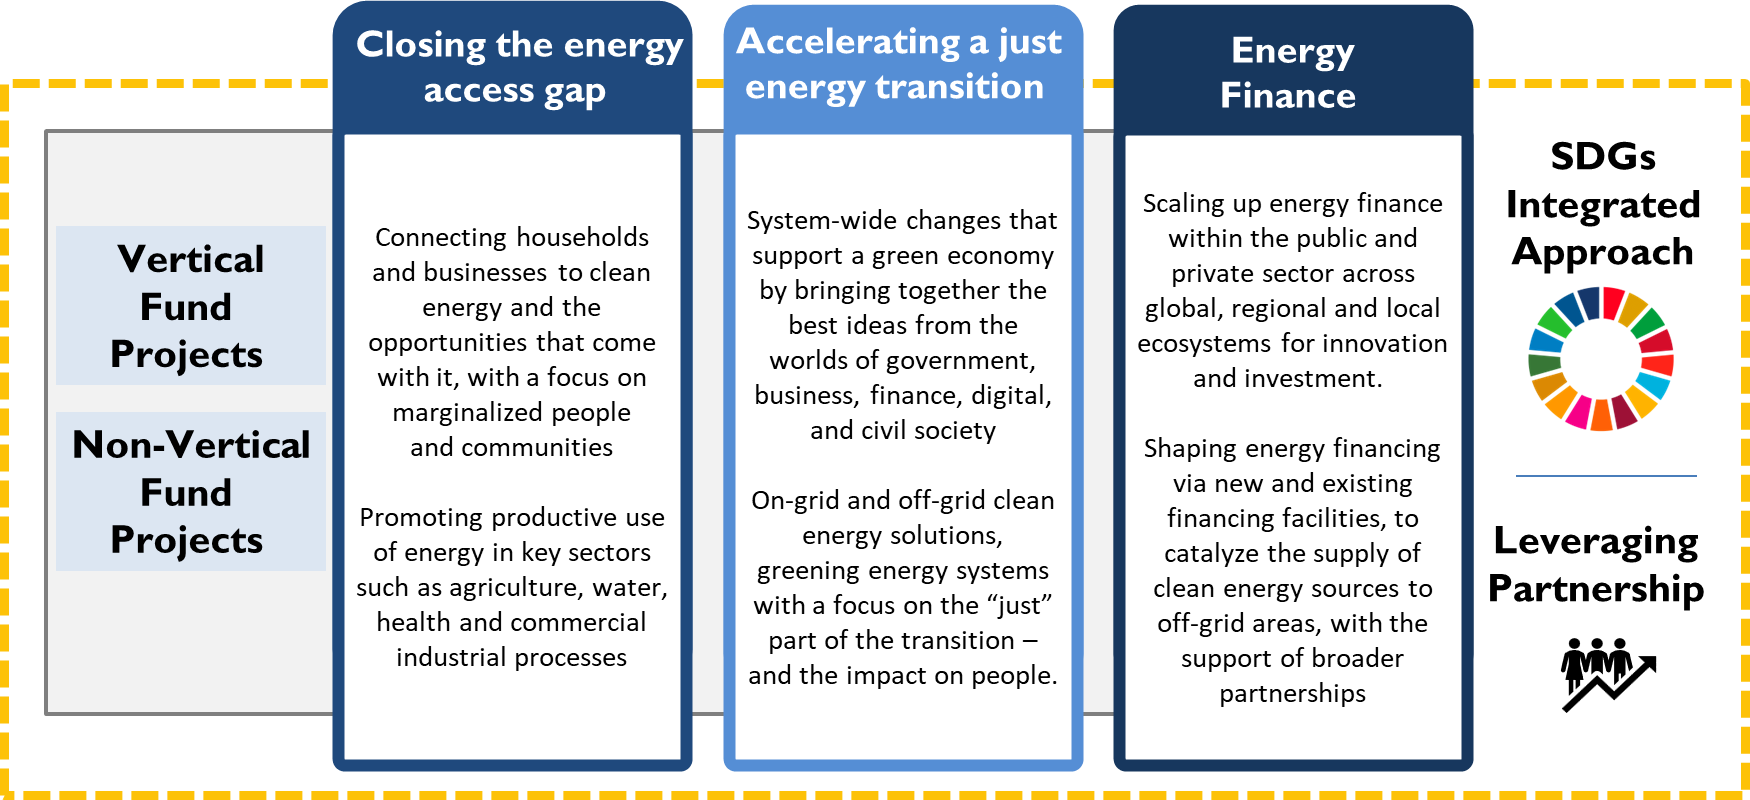 Closing the energy
access gap
Accelerating a just
energy transition
Energy
Finance
Vertical
Fund
Projects
Non-Vertical
Fund
Projects
Connecting households
and businesses to clean
energy and the
opportunities that come
with it, with a focus on
marginalized people
and communities
Promoting productive use
of energy in key sectors
such as agriculture, water,
health and commercial
industrial processes
System-wide changes that
support a green economy
by bringing together the
best ideas from the
worlds of government,
business, finance, digital,
and civil society
On-grid and off-grid clean
energy solutions,
greening energy systems
with a focus on the “just”
part of the transition –
and the impact on people.
Scaling up energy finance
within the public and
private sector across
global, regional and local
ecosystems for innovation
and investment.
Shaping energy financing
via new and existing
financing facilities, to
catalyze the supply of
clean energy sources to
off-grid areas, with the
support of broader
partnerships
SDGs
Integrated
Approach
Leveraging
Partnership